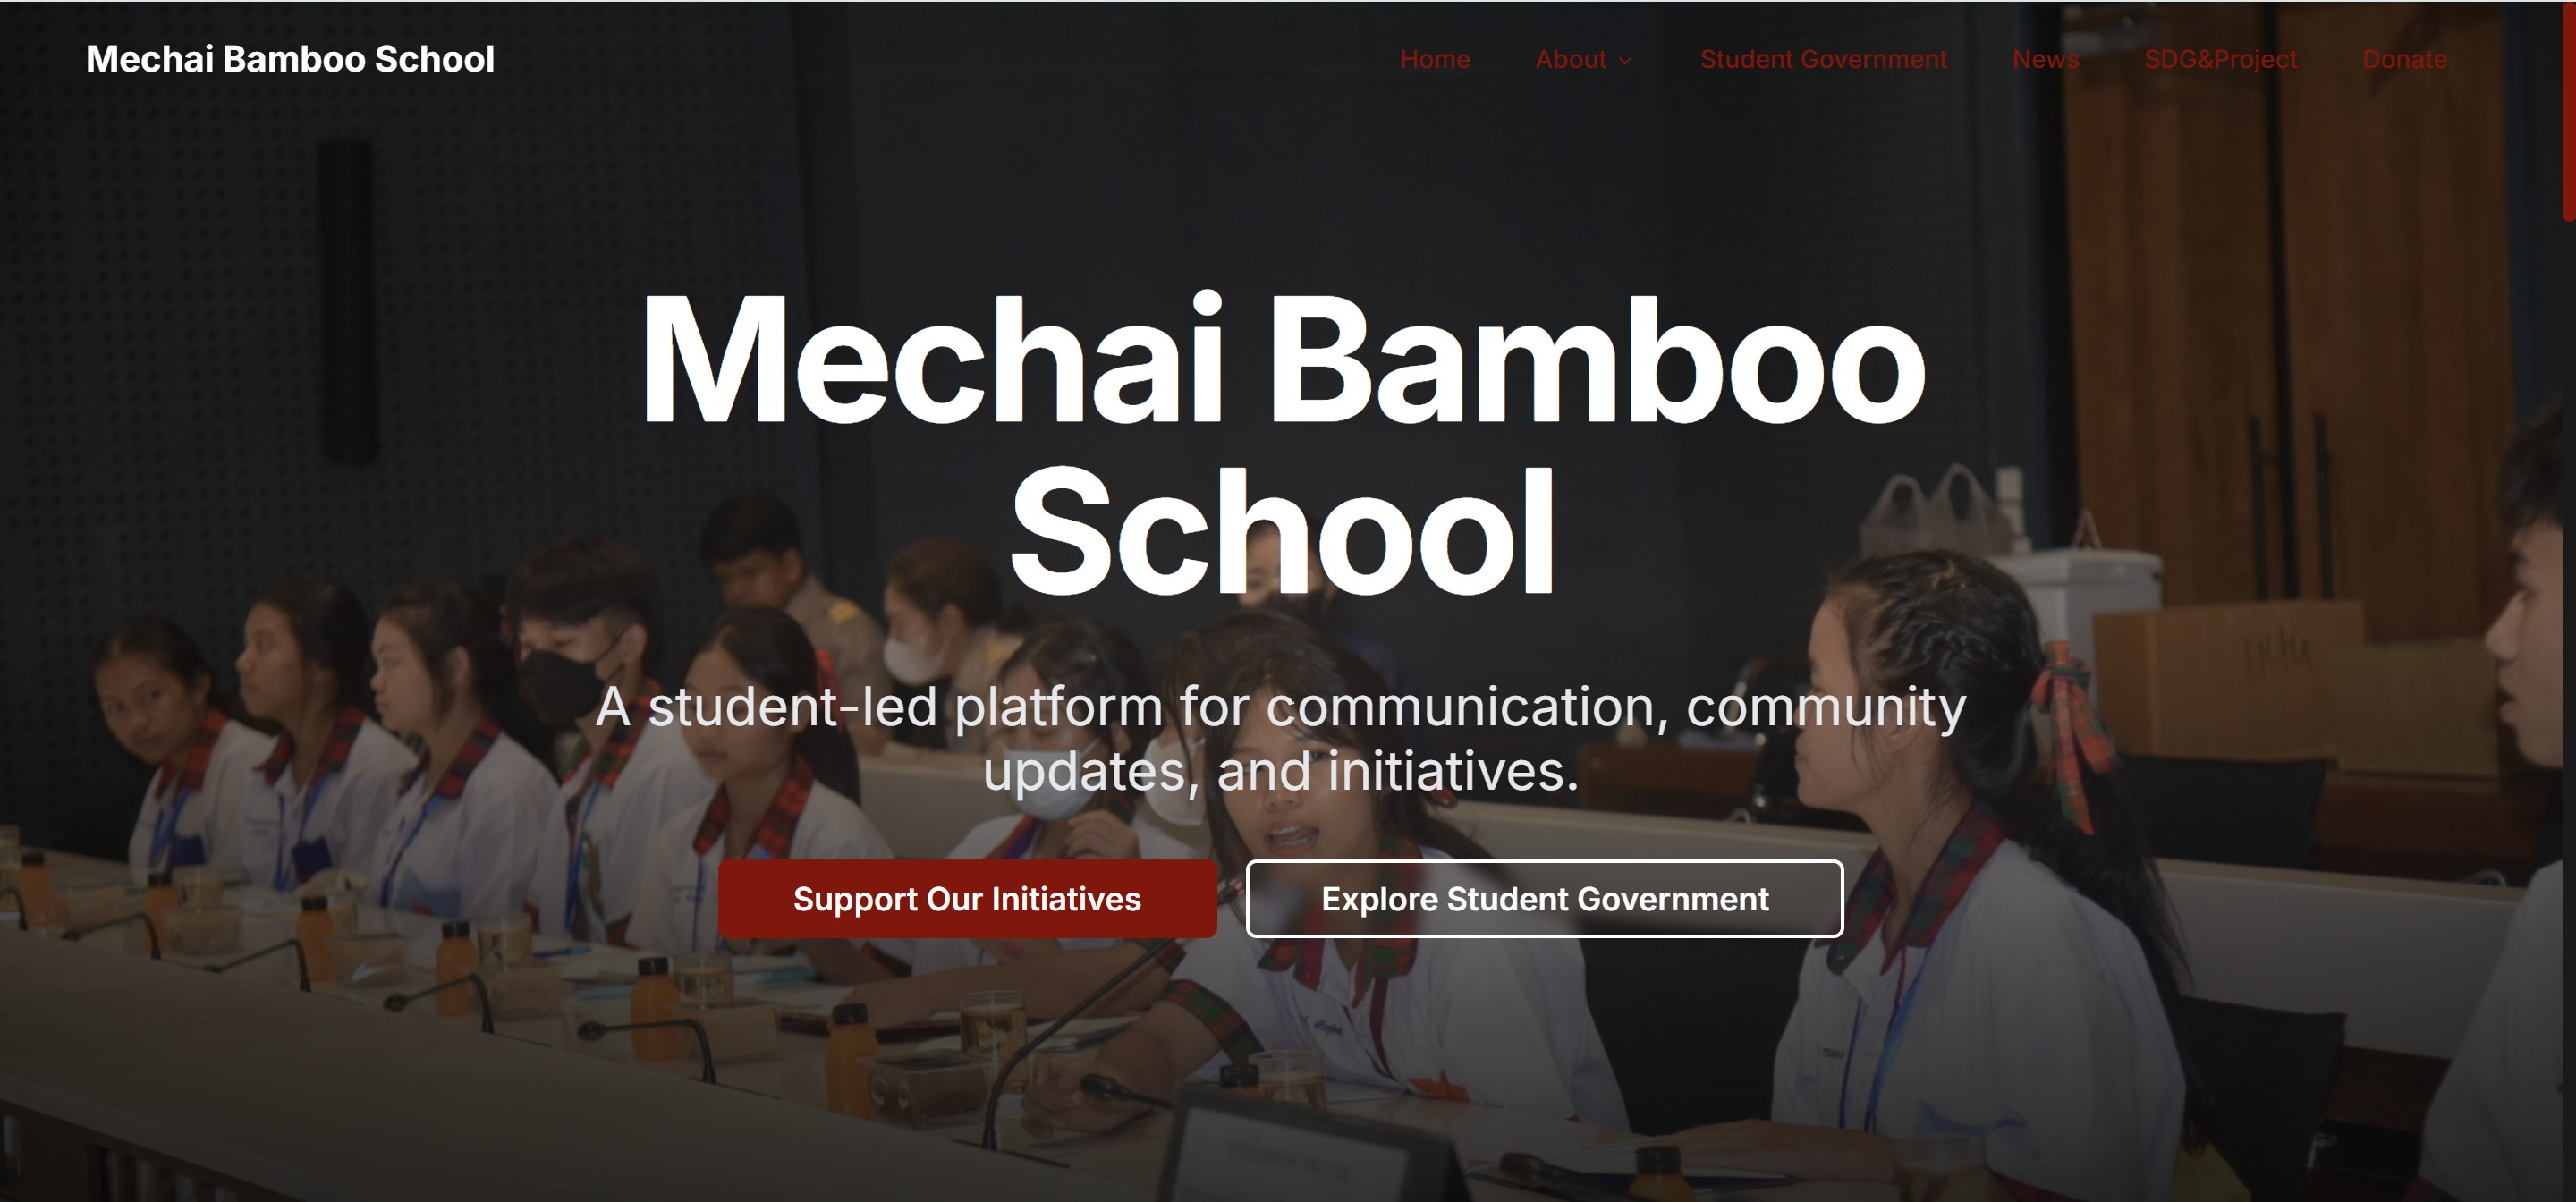 Mechai Bamboo School
Home About Student Government News SDG&Project Donate
Mechai Bamboo
School
A student-led platform for communication, community
updates, and initiatives.
Support Our Initiatives Explore Student Government